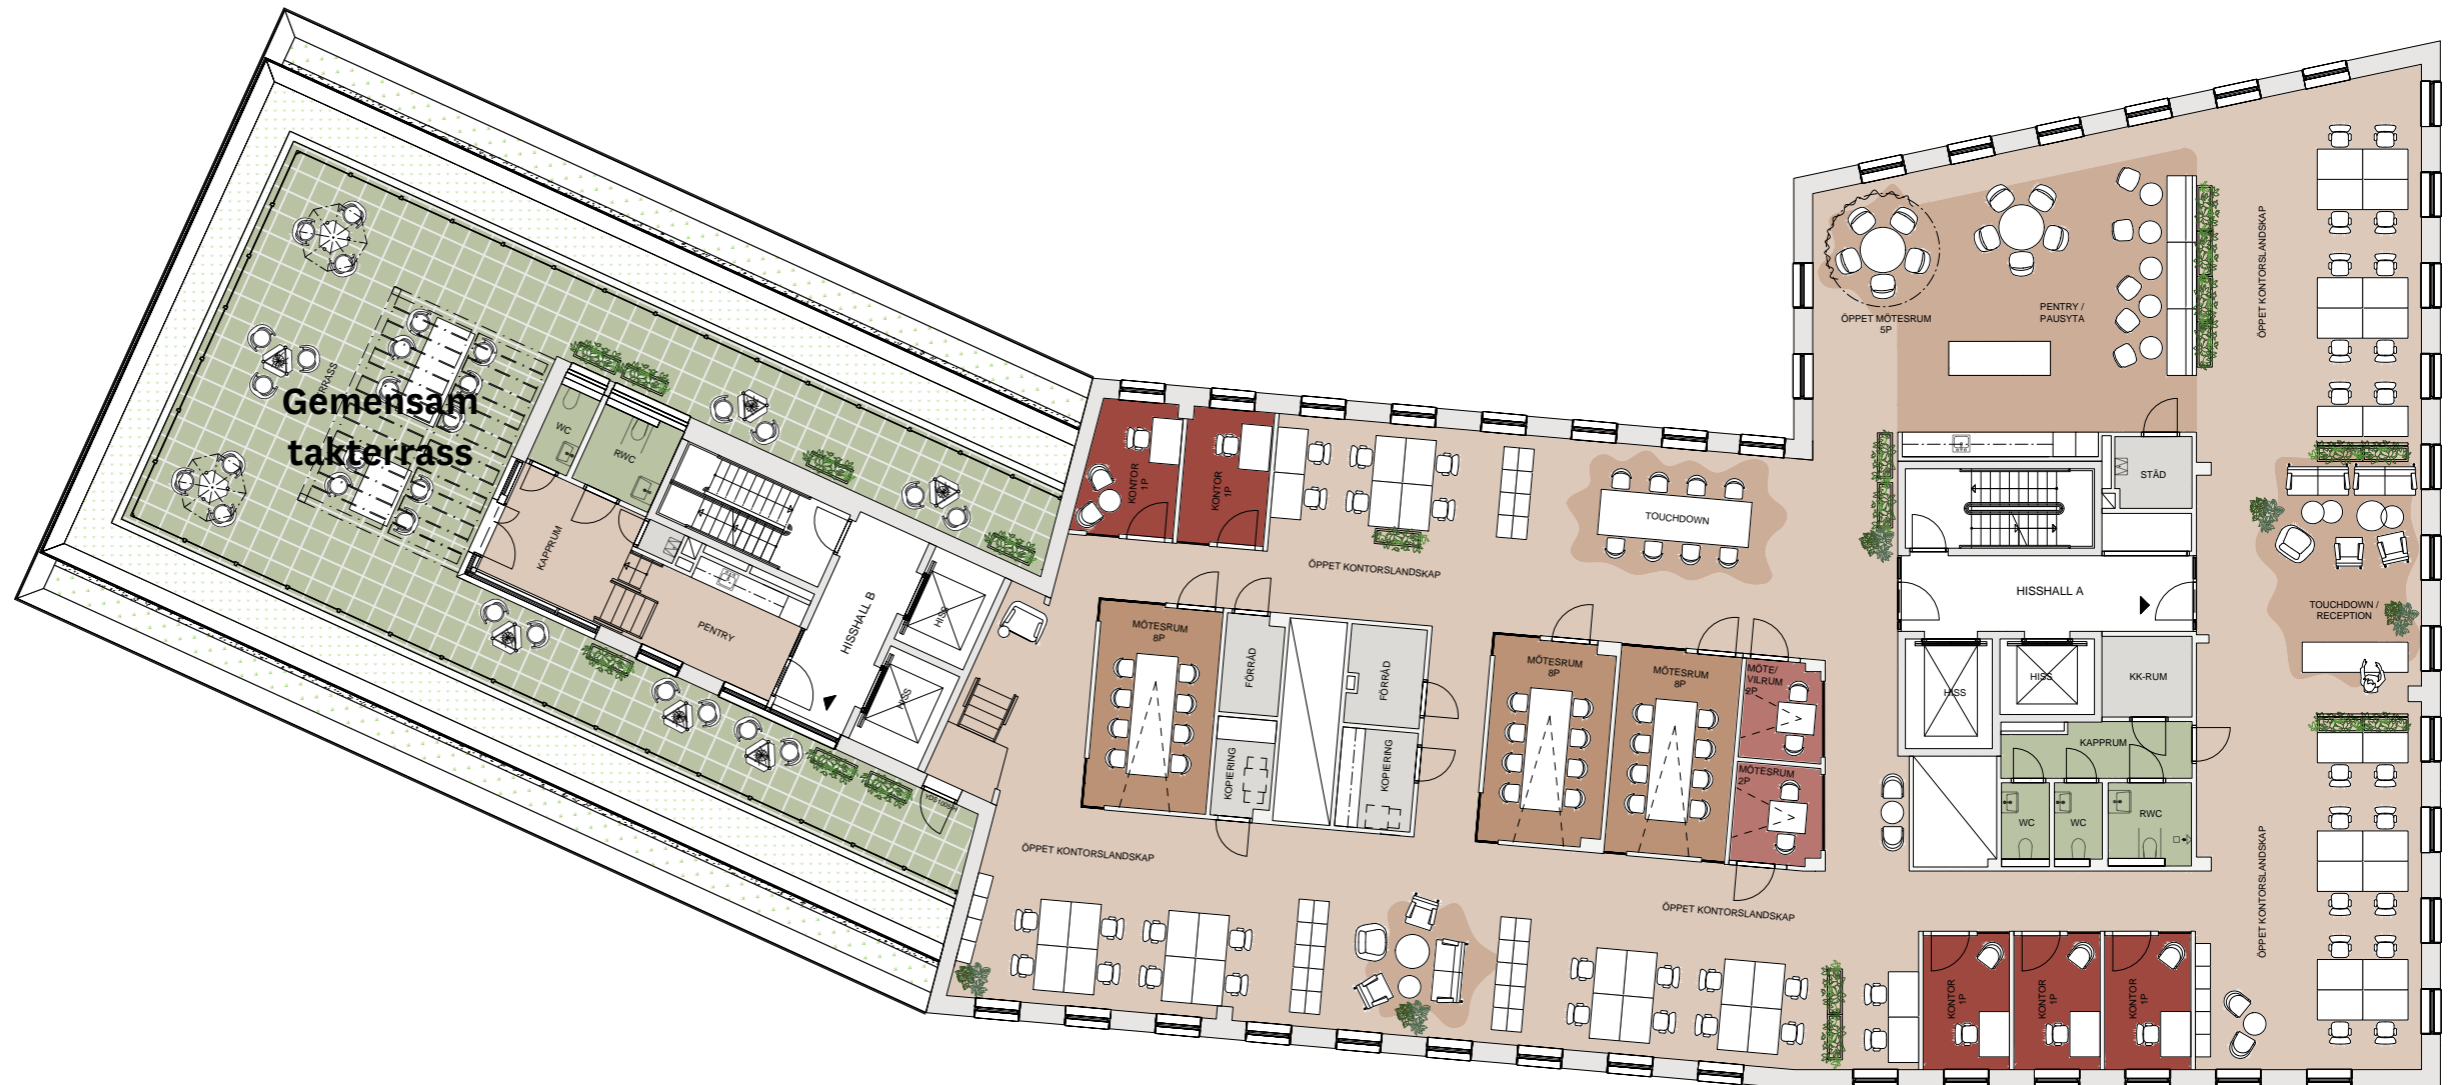 Gemensam
takterrass
WC
RWC
KAPPRUM
PENTRY
HISSHALL B
HISS
HISS
KONTOR
1P
KONTOR
1P
ÖPPET KONTORSLANDSKAP
TOUCHDOWN
MÖTESRUM
8P
FÖRRÅD
KOPIERING
FÖRRÅD
KOPIERING
MÖTESRUM
8P
MÖTESRUM
8P
MÖTE/
VILRUM
2P
MÖTESRUM
2P
ÖPPET KONTORSLANDSKAP
ÖPPET KONTORSLANDSKAP
ÖPPET MÖTESRUM
5P
PENTRY /
PAUSYTA
ÖPPET KONTORSLANDSKAP
STÄD
HISSHALL A
TOUCHDOWN /
RECEPTION
HISS
HISS
KK-RUM
KAPPRUM
WC
WC
RWC
ÖPPET KONTORSLANDSKAP
KONTOR
1P
KONTOR
1P
KONTOR
1P